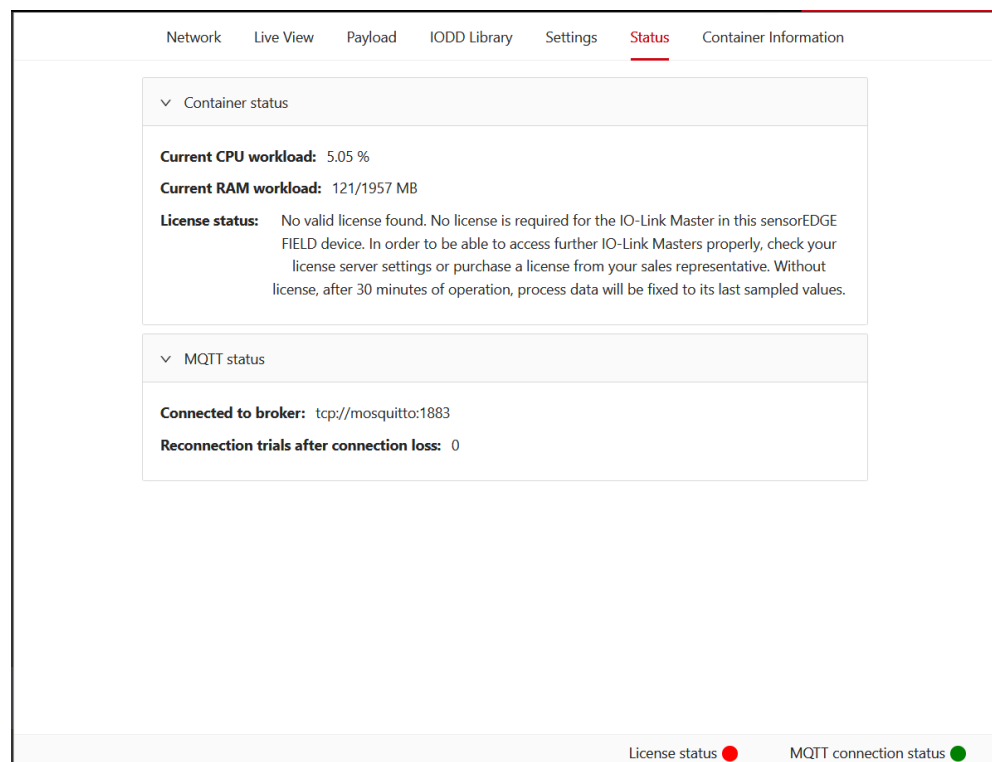 Network Live View Payload IODD Library Settings Status Container Information
Container status
Current CPU workload: 5.05 %
Current RAM workload: 121/1957 MB
License status: No valid license found. No license is required for the IO-Link Master in this sensorEDGE
FIELD device. In order to be able to access further IO-Link Masters properly, check your
license server settings or purchase a license from your sales representative. Without
license, after 30 minutes of operation, process data will be fixed to its last sampled values.
MQTT status
Connected to broker: tcp://mosquitto:1883
Reconnection trials after connection loss: 0
License status MQTT connection status